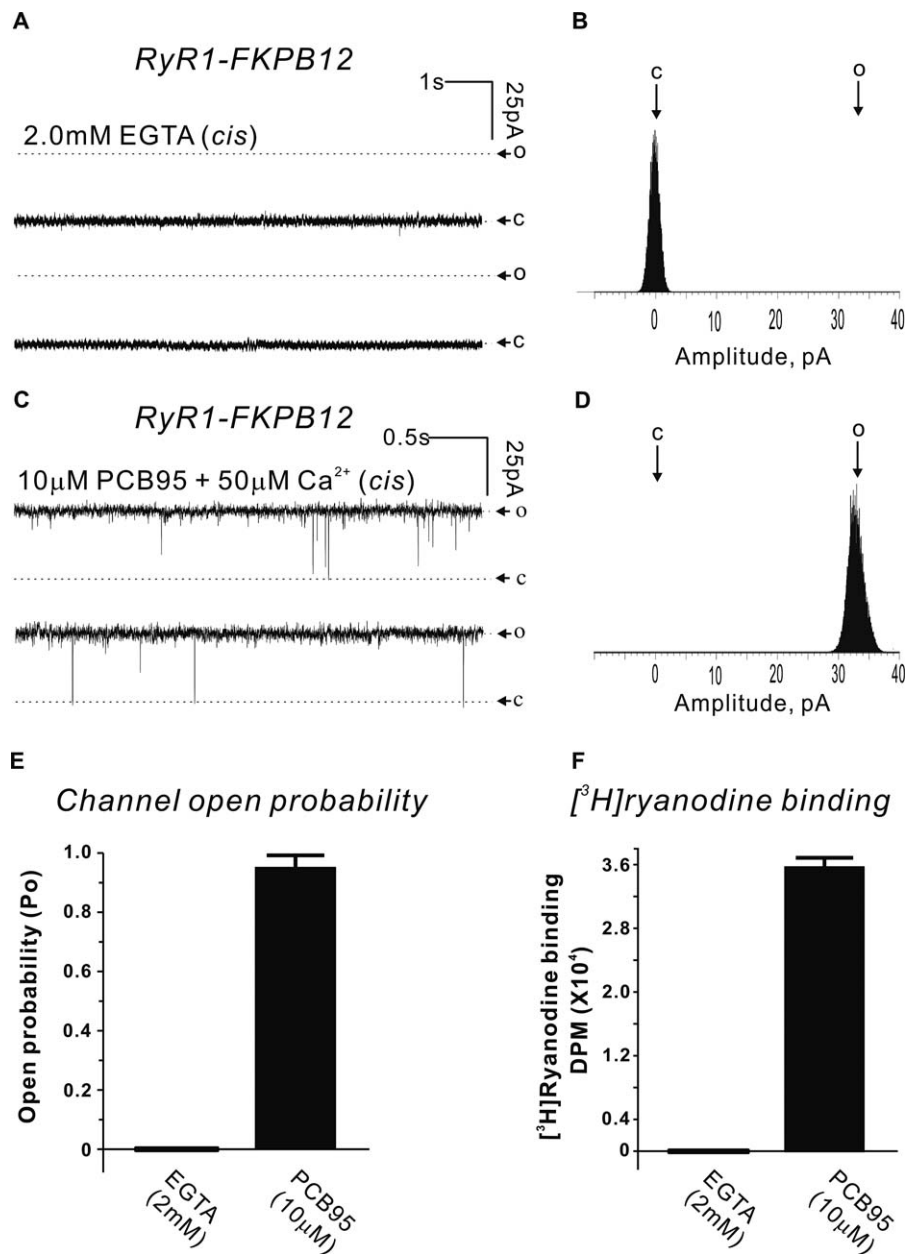 A
RyR1-FKPB12
1s
25pA
2.0mM EGTA (cis)
o
c
o
c
B
c
o
0 10 20 30 40
Amplitude, pA
C
RyR1-FKPB12
0.5s
25pA
10μM PCB95 + 50μM Ca²⁺ (cis)
o
c
o
c
D
c
o
0 10 20 30 40
Amplitude, pA
E
Channel open probability
Open probability (Po)
1.0
0.8
0.6
0.4
0.2
0
EGTA
(2mM)
PCB95
(10μM)
F
[³H]ryanodine binding
[³H]Ryanodine binding
DPM (X10⁴)
3.6
2.8
2.0
1.2
0.4
0
EGTA
(2mM)
PCB95
(10μM)